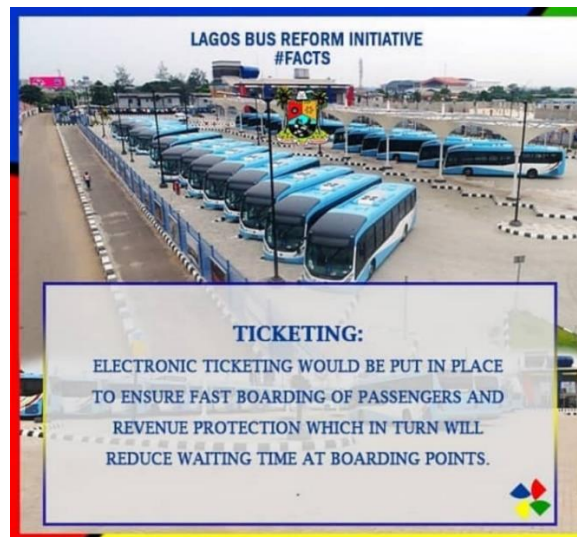 LAGOS BUS REFORM INITIATIVE
#FACTS
TICKETING:
ELECTRONIC TICKETING WOULD BE PUT IN PLACE
TO ENSURE FAST BOARDING OF PASSENGERS AND
REVENUE PROTECTION WHICH IN TURN WILL
REDUCE WAITING TIME AT BOARDING POINTS.